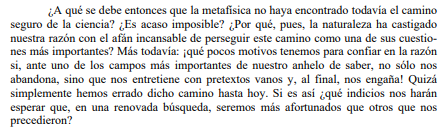 ¿A qué se debe entonces que la metafísica no haya encontrado todavía el camino
seguro de la ciencia? ¿Es acaso imposible? ¿Por qué, pues, la naturaleza ha castigado
nuestra razón con el afán incansable de perseguir este camino como una de sus cuestio-
nes más importantes? Más todavía: ¡qué pocos motivos tenemos para confiar en la razón
si, ante uno de los campos más importantes de nuestro anhelo de saber, no sólo nos
abandona, sino que nos entretiene con pretextos vanos y, al final, nos engaña! Quizá
simplemente hemos errado dicho camino hasta hoy. Si es así ¿qué indicios nos harán
esperar que, en una renovada búsqueda, seremos más afortunados que otros que nos
precedieron?